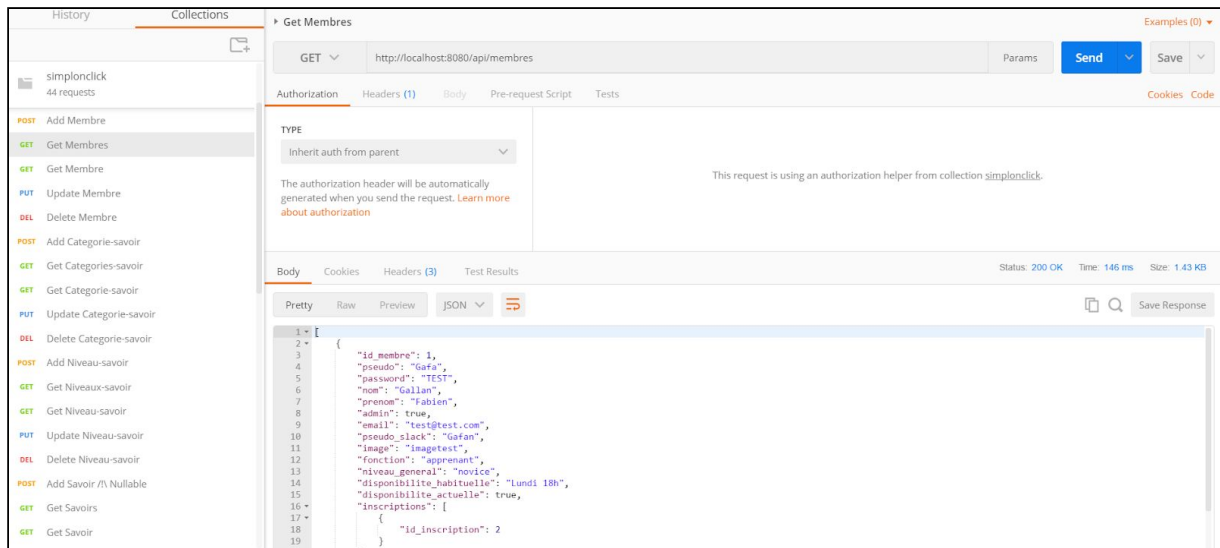 History Collections
simplonclick
44 requests
POST Add Membre
GET Get Membres
GET Get Membre
PUT Update Membre
DEL Delete Membre
POST Add Categorie-savoir
GET Get Categories-savoir
GET Get Categorie-savoir
PUT Update Categorie-savoir
DEL Delete Categorie-savoir
POST Add Niveau-savoir
GET Get Niveaux-savoir
GET Get Niveau-savoir
PUT Update Niveau-savoir
DEL Delete Niveau-savoir
POST Add Savoir /!\ Nullable
GET Get Savoirs
GET Get Savoir
Get Membres Examples (0)
GET http://localhost:8080/api/membres Params Send Save
Authorization Headers (1) Body Pre-request Script Tests Cookies Code
TYPE
Inherit auth from parent
The authorization header will be automatically
generated when you send the request. Learn more
about authorization
This request is using an authorization helper from collection simplonclick.
Body Cookies Headers (3) Test Results Status: 200 OK Time: 146 ms Size: 1.43 KB
Pretty Raw Preview JSON Save Response
1 [
2 {
3 "id_membre": 1,
4 "pseudo": "Gafa",
5 "password": "TEST",
6 "nom": "Gallan",
7 "prenom": "Fabien",
8 "admin": true,
9 "email": "test@test.com",
10 "pseudo_slack": "Gafan",
11 "image": "imagetest",
12 "fonction": "apprenant",
13 "niveau_general": "novice",
14 "disponibilite_habituelle": "Lundi 18h",
15 "disponibilite_actuelle": true,
16 "inscriptions": [
17 {
18 "id_inscription": 2
19 }